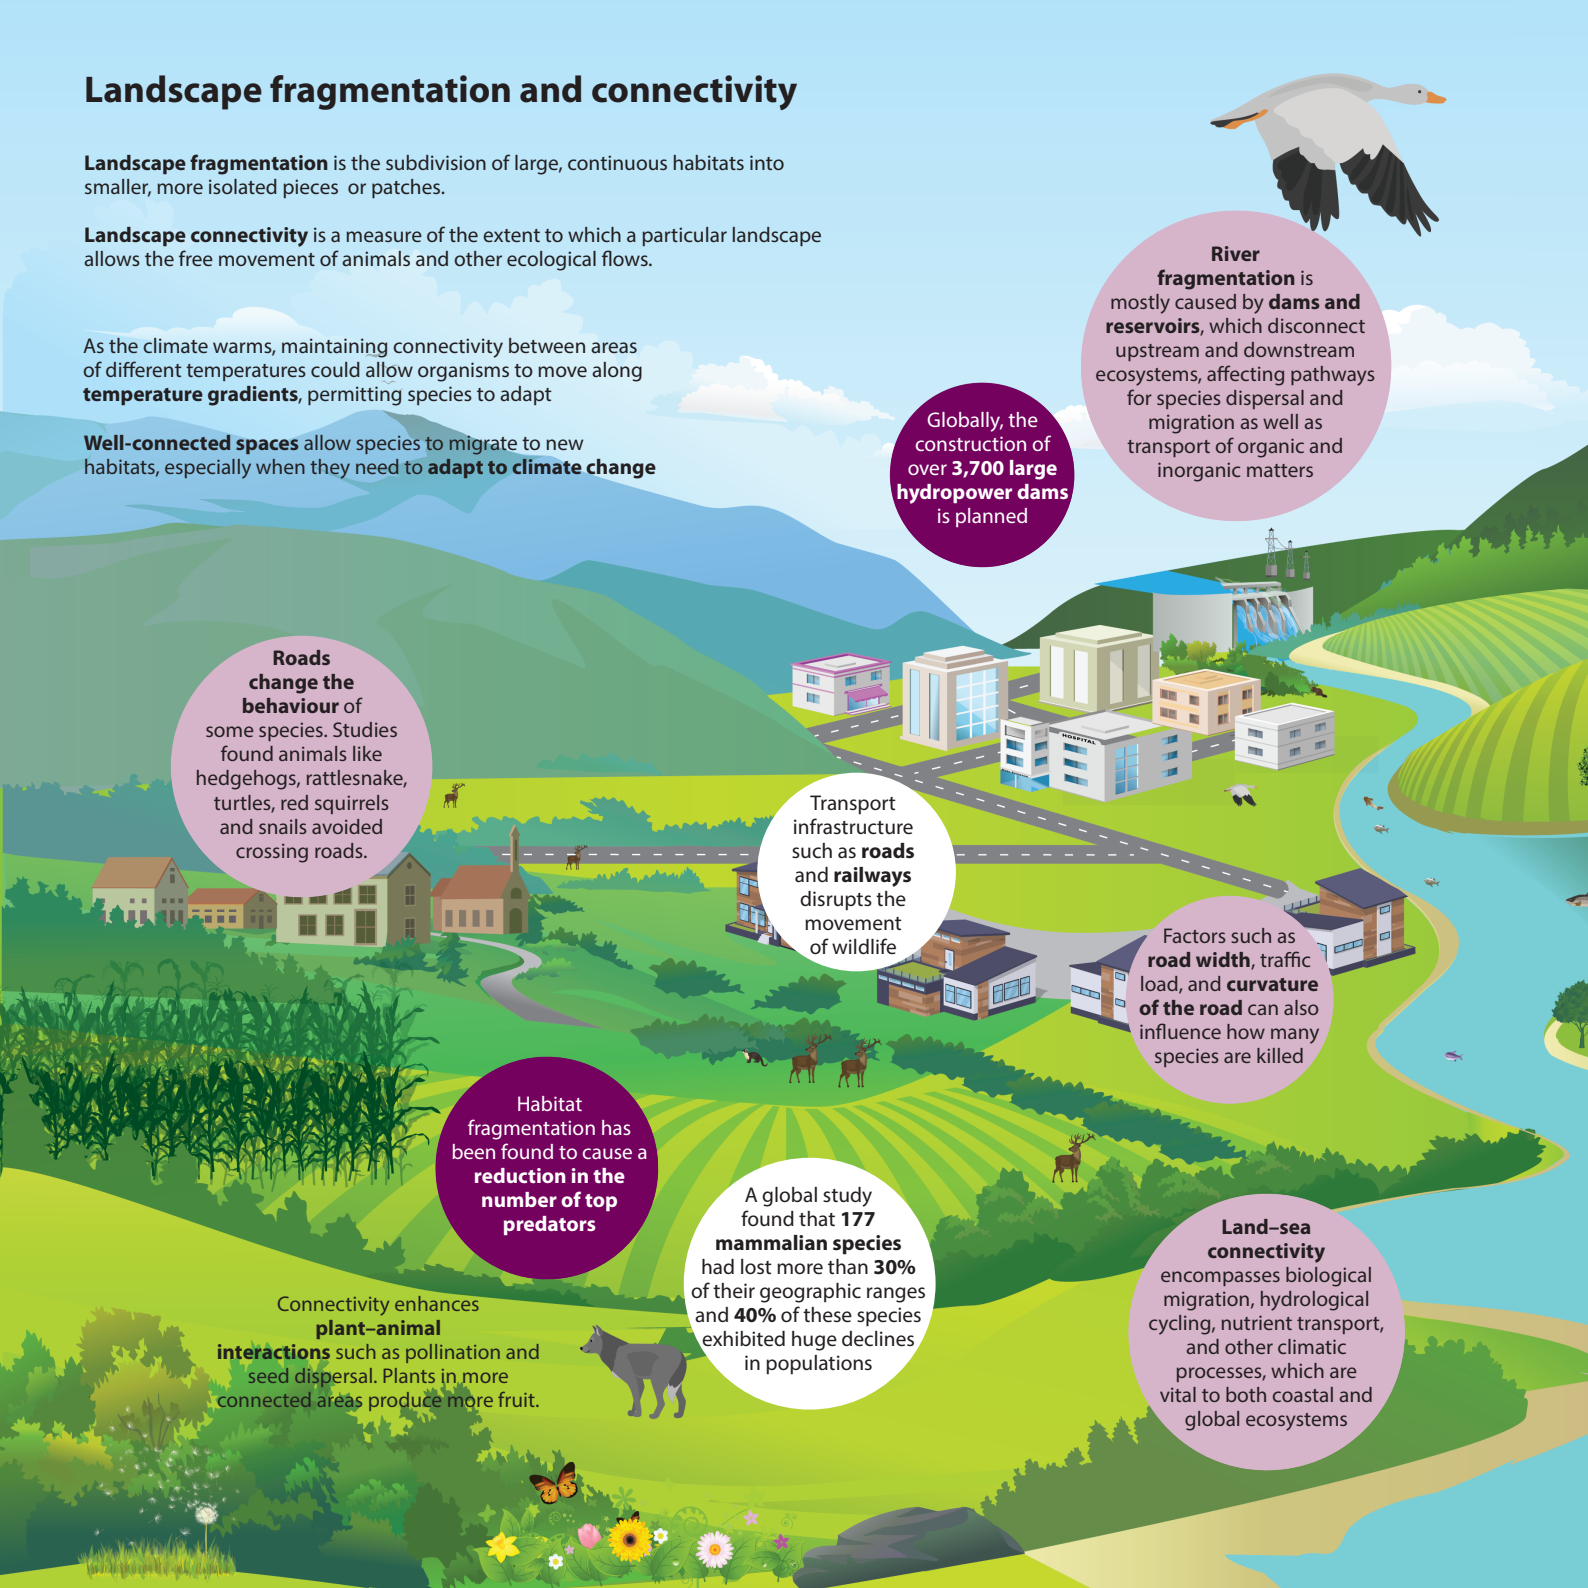 Landscape fragmentation and connectivity
Landscape fragmentation is the subdivision of large, continuous habitats into
smaller, more isolated pieces or patches.
Landscape connectivity is a measure of the extent to which a particular landscape
allows the free movement of animals and other ecological flows.
As the climate warms, maintaining connectivity between areas
of different temperatures could allow organisms to move along
temperature gradients, permitting species to adapt
Well-connected spaces allow species to migrate to new
habitats, especially when they need to adapt to climate change
River
fragmentation is
mostly caused by dams and
reservoirs, which disconnect
upstream and downstream
ecosystems, affecting pathways
for species dispersal and
migration as well as
transport of organic and
inorganic matters
Globally, the
construction of
over 3,700 large
hydropower dams
is planned
Roads
change the
behaviour of
some species. Studies
found animals like
hedgehogs, rattlesnake,
turtles, red squirrels
and snails avoided
crossing roads.
HOSPITAL
Transport
infrastructure
such as roads
and railways
disrupts the
movement
of wildlife
Factors such as
road width, traffic
load, and curvature
of the road can also
influence how many
species are killed
Habitat
fragmentation has
been found to cause a
reduction in the
number of top
predators
A global study
found that 177
mammalian species
had lost more than 30%
of their geographic ranges
and 40% of these species
exhibited huge declines
in populations
Land–sea
connectivity
encompasses biological
migration, hydrological
cycling, nutrient transport,
and other climatic
processes, which are
vital to both coastal and
global ecosystems
Connectivity enhances
plant–animal
interactions such as pollination and
seed dispersal. Plants in more
connected areas produce more fruit.